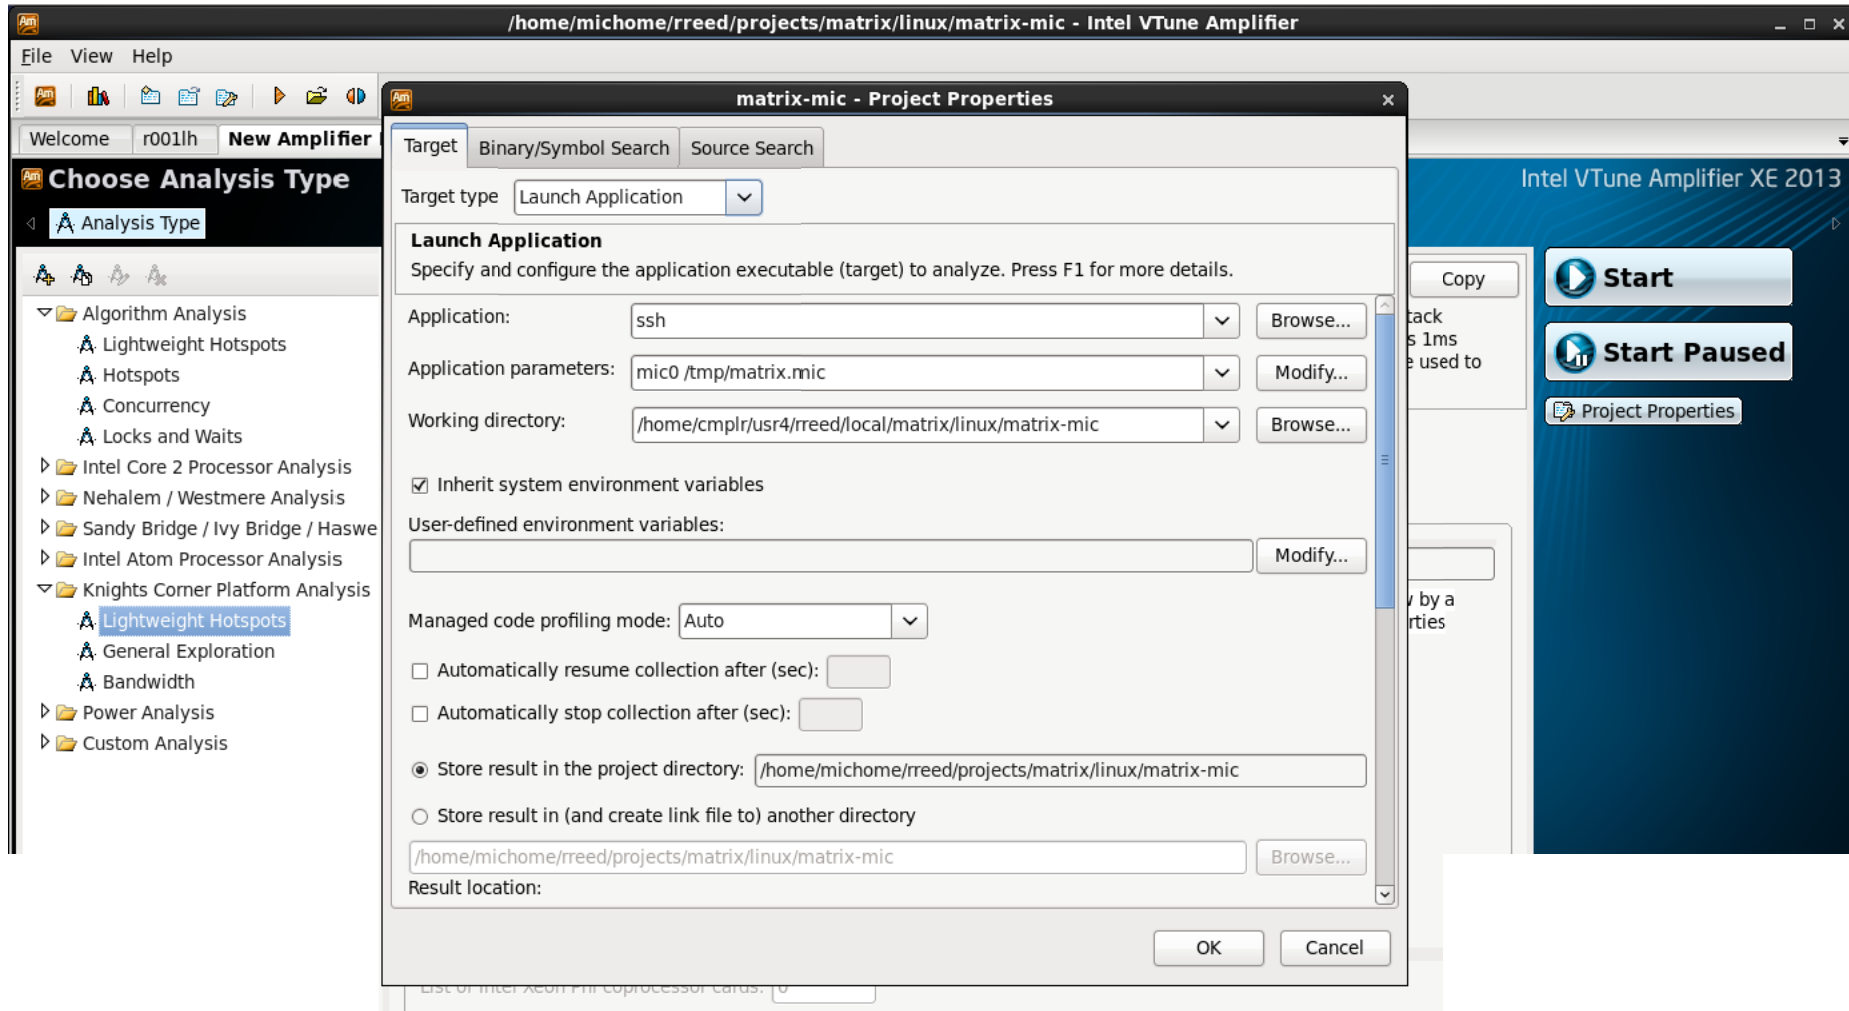 /home/michome/rreed/projects/matrix/linux/matrix-mic - Intel VTune Amplifier
File View Help
Welcome r001lh New Amplifier
Choose Analysis Type
Analysis Type
Algorithm Analysis
Lightweight Hotspots
Hotspots
Concurrency
Locks and Waits
Intel Core 2 Processor Analysis
Nehalem / Westmere Analysis
Sandy Bridge / Ivy Bridge / Haswe
Intel Atom Processor Analysis
Knights Corner Platform Analysis
Lightweight Hotspots
General Exploration
Bandwidth
Power Analysis
Custom Analysis
matrix-mic - Project Properties
Target Binary/Symbol Search Source Search
Target type Launch Application
Launch Application
Specify and configure the application executable (target) to analyze. Press F1 for more details.
Application: ssh Browse...
Application parameters: mic0 /tmp/matrix.mic Modify...
Working directory: /home/cmplr/usr4/rreed/local/matrix/linux/matrix-mic Browse...
Inherit system environment variables
User-defined environment variables:
Modify...
Managed code profiling mode: Auto
Automatically resume collection after (sec):
Automatically stop collection after (sec):
Store result in the project directory: /home/michome/rreed/projects/matrix/linux/matrix-mic
Store result in (and create link file to) another directory
/home/michome/rreed/projects/matrix/linux/matrix-mic Browse...
Result location:
OK Cancel
List of Intel Xeon Phi coprocessor cards: 0
Intel VTune Amplifier XE 2013
Copy
tack
s 1ms
e used to
by a
rties
Start
Start Paused
Project Properties